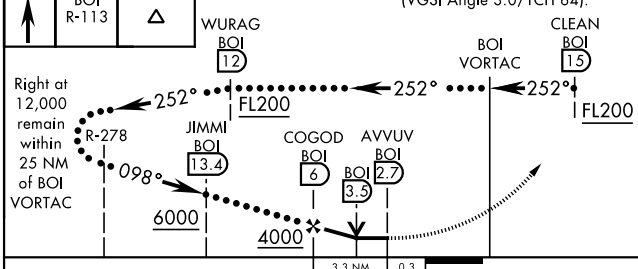 BOI
R-113
(VGSI Angle 3.0/TCH 64).
WURAG
BOI
12
BOI
VORTAC
CLEAN
BOI
15
Right at
12,000
remain
within
25 NM
of BOI
VORTAC
252°
FL200
252°
252°
FL200
R-278
098°
JIMMI
BOI
13.4
6000
COGOD
BOI
6
4000
BOI
3.5
AVVUV
BOI
2.7
3.3 NM
0.3